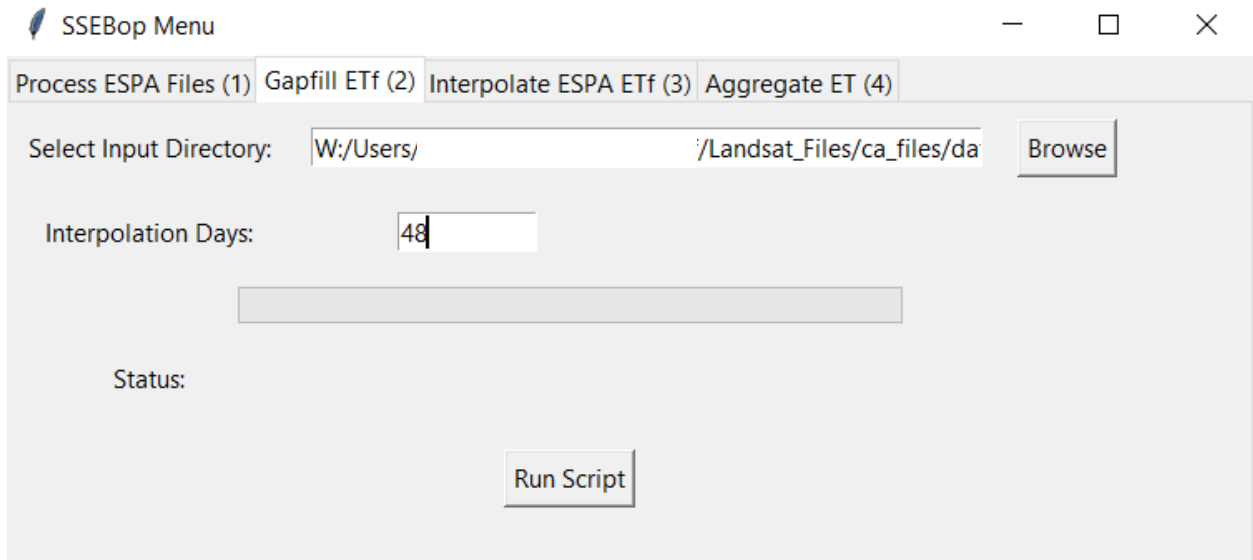 SSEBop Menu
Process ESPA Files (1) Gapfill ETf (2) Interpolate ESPA ETf (3) Aggregate ET (4)
Select Input Directory: W:/Users/ /Landsat_Files/ca_files/da Browse
Interpolation Days: 48
Status:
Run Script